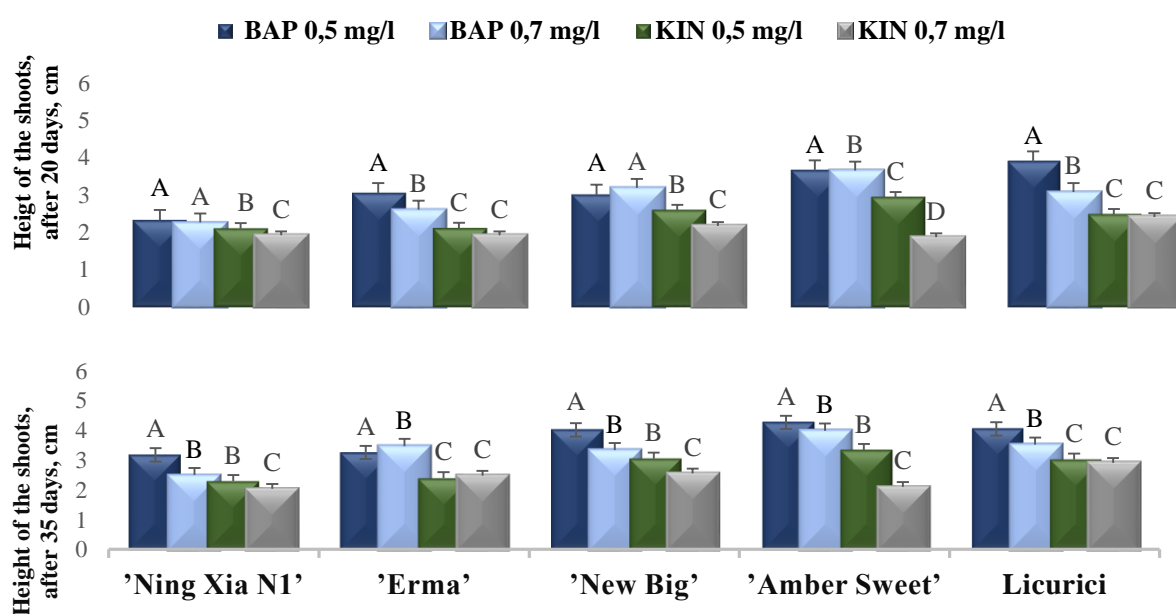 BAP 0,5 mg/l BAP 0,7 mg/l KIN 0,5 mg/l KIN 0,7 mg/l
Heigt of the shoots,
after 20 days, cm
6
5
4
3
2
1
0
A A B C
A B C C
A A B C
A B C D
A B C C
Height of the shoots,
after 35 days, cm
6
5
4
3
2
1
0
A B B C
A B C C
A B B C
A B B C
A B C C
’Ning Xia N1’ ’Erma’ ’New Big’ ’Amber Sweet’ Licurici